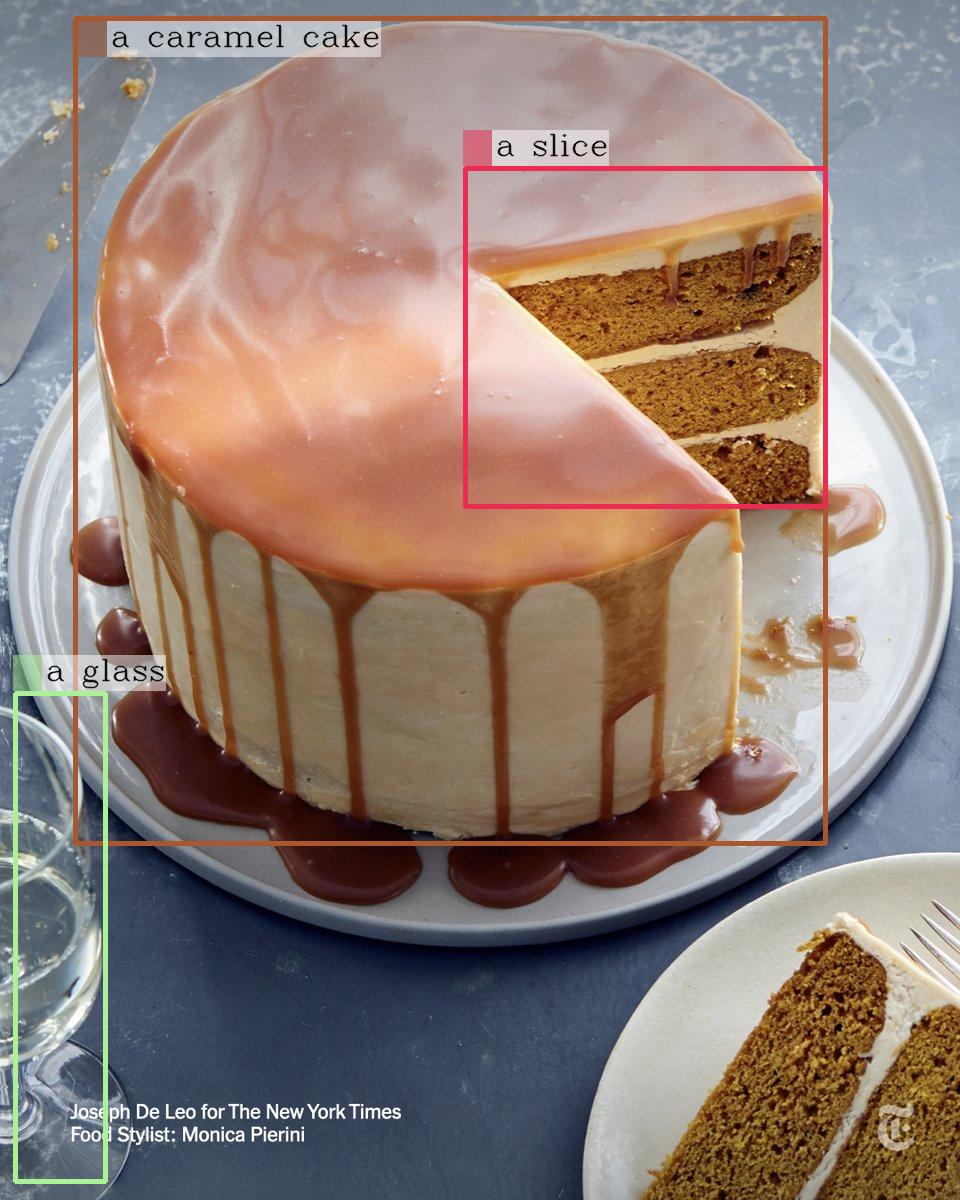 a caramel cake
a slice
a glass
Joseph De Leo for The New York Times
Food Stylist: Monica Pierini
T